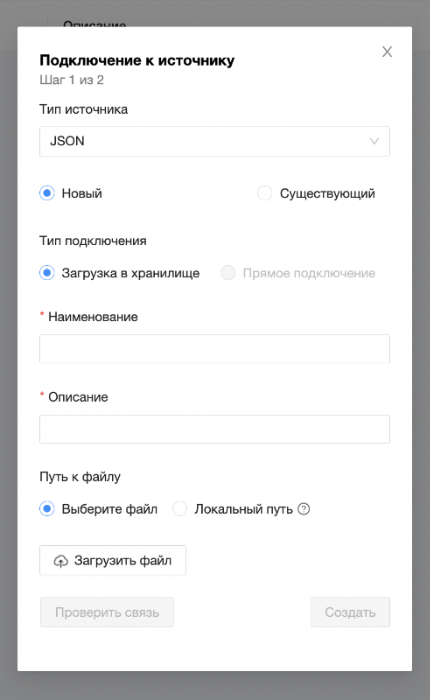 Описание
Подключение к источнику
Шаг 1 из 2
Тип источника
JSON
Новый Существующий
Тип подключения
Загрузка в хранилище Прямое подключение
* Наименование
* Описание
Путь к файлу
Выберите файл Локальный путь ?
Загрузить файл
Проверить связь Создать